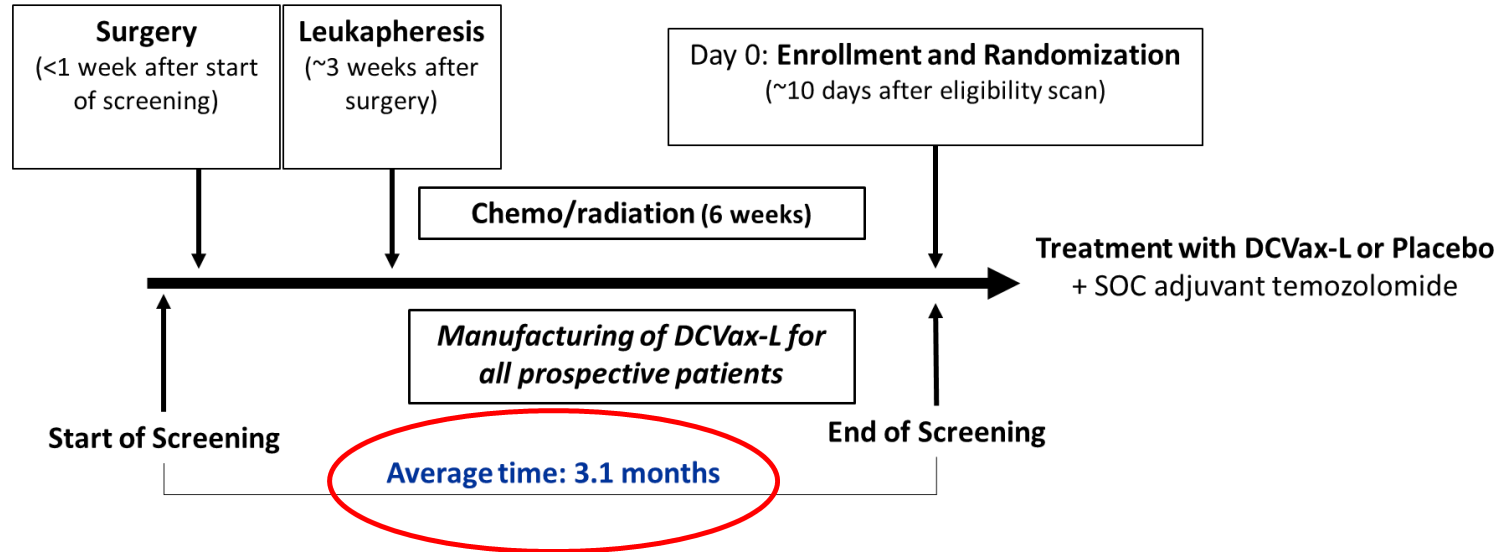 Surgery
(<1 week after start
of screening)
Leukapheresis
(~3 weeks after
surgery)
Day 0: Enrollment and Randomization
(~10 days after eligibility scan)
Chemo/radiation (6 weeks)
Treatment with DCVax-L or Placebo
+ SOC adjuvant temozolomide
Manufacturing of DCVax-L for
all prospective patients
Start of Screening
End of Screening
Average time: 3.1 months